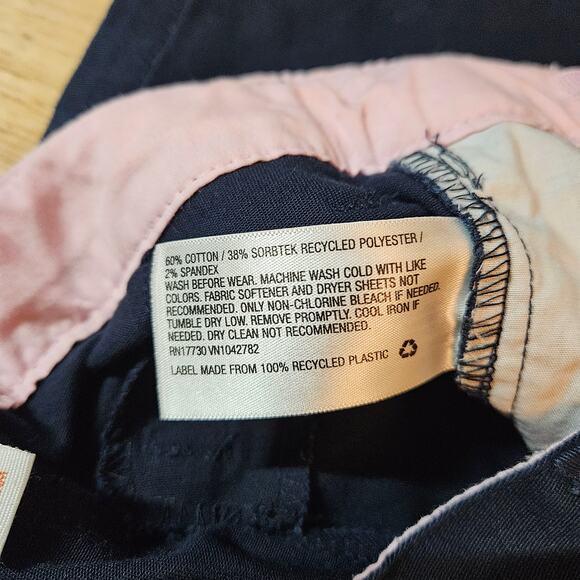 60% COTTON / 38% SORBTEK RECYCLED POLYESTER /
2% SPANDEX
WASH BEFORE WEAR. MACHINE WASH COLD WITH LIKE
COLORS. FABRIC SOFTENER AND DRYER SHEETS NOT
RECOMMENDED. ONLY NON-CHLORINE BLEACH IF NEEDED.
TUMBLE DRY LOW. REMOVE PROMPTLY. COOL IRON IF
NEEDED. DRY CLEAN NOT RECOMMENDED.
RN17730 VN1042782
LABEL MADE FROM 100% RECYCLED PLASTIC